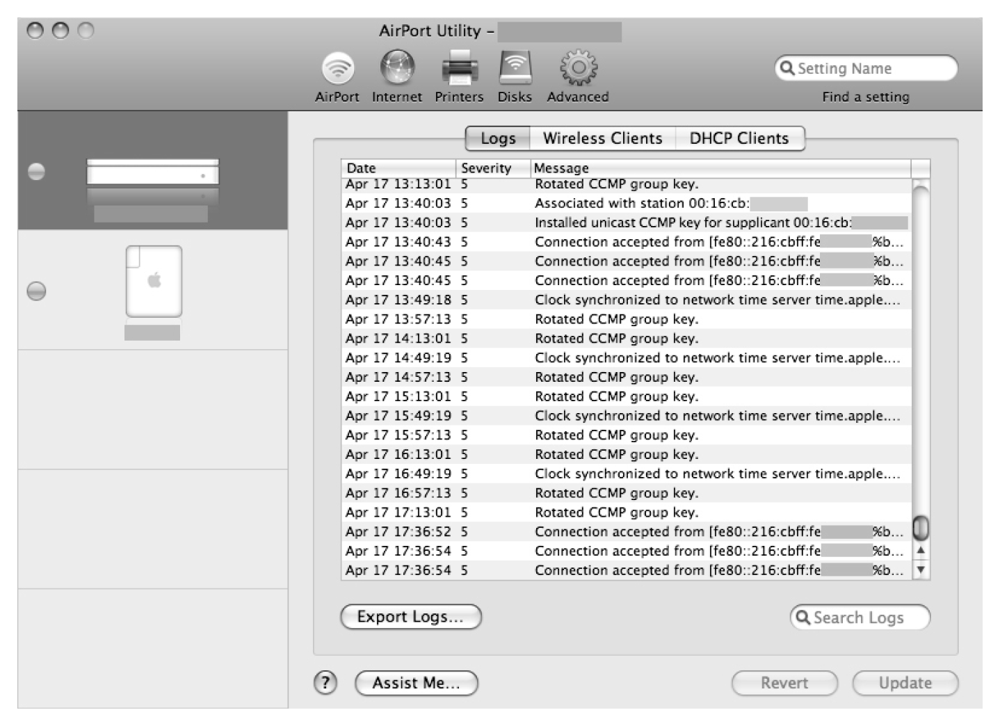 AirPort Utility –
AirPort Internet Printers Disks Advanced
Setting Name
Find a setting
Logs Wireless Clients DHCP Clients
Date Severity Message
Apr 17 13:13:01 5 Rotated CCMP group key.
Apr 17 13:40:03 5 Associated with station 00:16:cb:
Apr 17 13:40:03 5 Installed unicast CCMP key for supplicant 00:16:cb:
Apr 17 13:40:43 5 Connection accepted from [fe80::216:cbff:fe %b...
Apr 17 13:40:45 5 Connection accepted from [fe80::216:cbff:fe %b...
Apr 17 13:40:45 5 Connection accepted from [fe80::216:cbff:fe %b...
Apr 17 13:49:18 5 Clock synchronized to network time server time.apple....
Apr 17 13:57:13 5 Rotated CCMP group key.
Apr 17 14:13:01 5 Rotated CCMP group key.
Apr 17 14:49:19 5 Clock synchronized to network time server time.apple....
Apr 17 14:57:13 5 Rotated CCMP group key.
Apr 17 15:13:01 5 Rotated CCMP group key.
Apr 17 15:49:19 5 Clock synchronized to network time server time.apple....
Apr 17 15:57:13 5 Rotated CCMP group key.
Apr 17 16:13:01 5 Rotated CCMP group key.
Apr 17 16:49:19 5 Clock synchronized to network time server time.apple....
Apr 17 16:57:13 5 Rotated CCMP group key.
Apr 17 17:13:01 5 Rotated CCMP group key.
Apr 17 17:36:52 5 Connection accepted from [fe80::216:cbff:fe %b...
Apr 17 17:36:54 5 Connection accepted from [fe80::216:cbff:fe %b...
Apr 17 17:36:54 5 Connection accepted from [fe80::216:cbff:fe %b...
Export Logs... Search Logs
? Assist Me... Revert Update